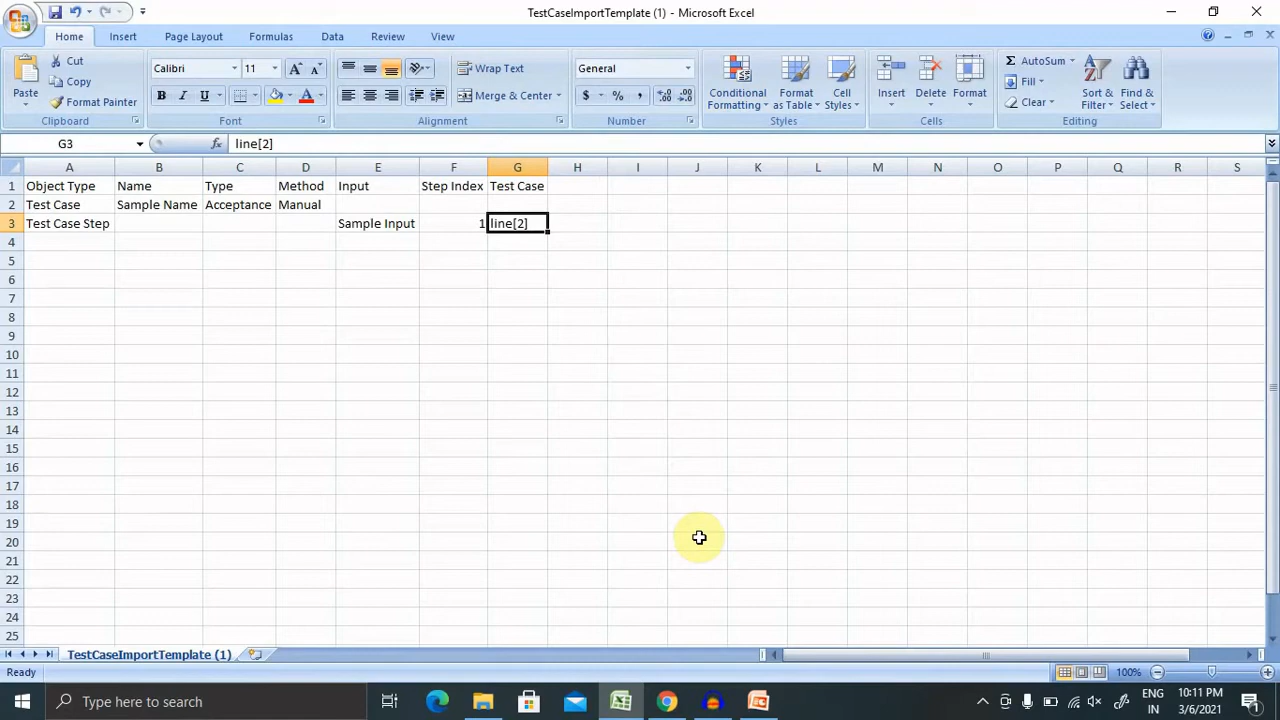 TestCaseImportTemplate (1) - Microsoft Excel
Home Insert Page Layout Formulas Data Review View
Paste Cut Copy Format Painter Clipboard
Calibri 11 A A B I U A Font
Wrap Text Merge & Center Alignment
General $ % , .0 .00 .00 .0 Number
Conditional Formatting Format as Table Cell Styles Styles
Insert Delete Format Cells
Σ AutoSum Fill Clear Sort & Filter Find & Select Editing
G3 fx line[2]
A B C D E F G H I J K L M N O P Q R S
1 Object Type Name Type Method Input Step Index Test Case
2 Test Case Sample Name Acceptance Manual
3 Test Case Step Sample Input 1 line[2]
4
5
6
7
8
9
10
11
12
13
14
15
16
17
18
19
20
21
22
23
24
25
TestCaseImportTemplate (1)
Ready 100%
Type here to search ENG IN 10:11 PM 3/6/2021 1